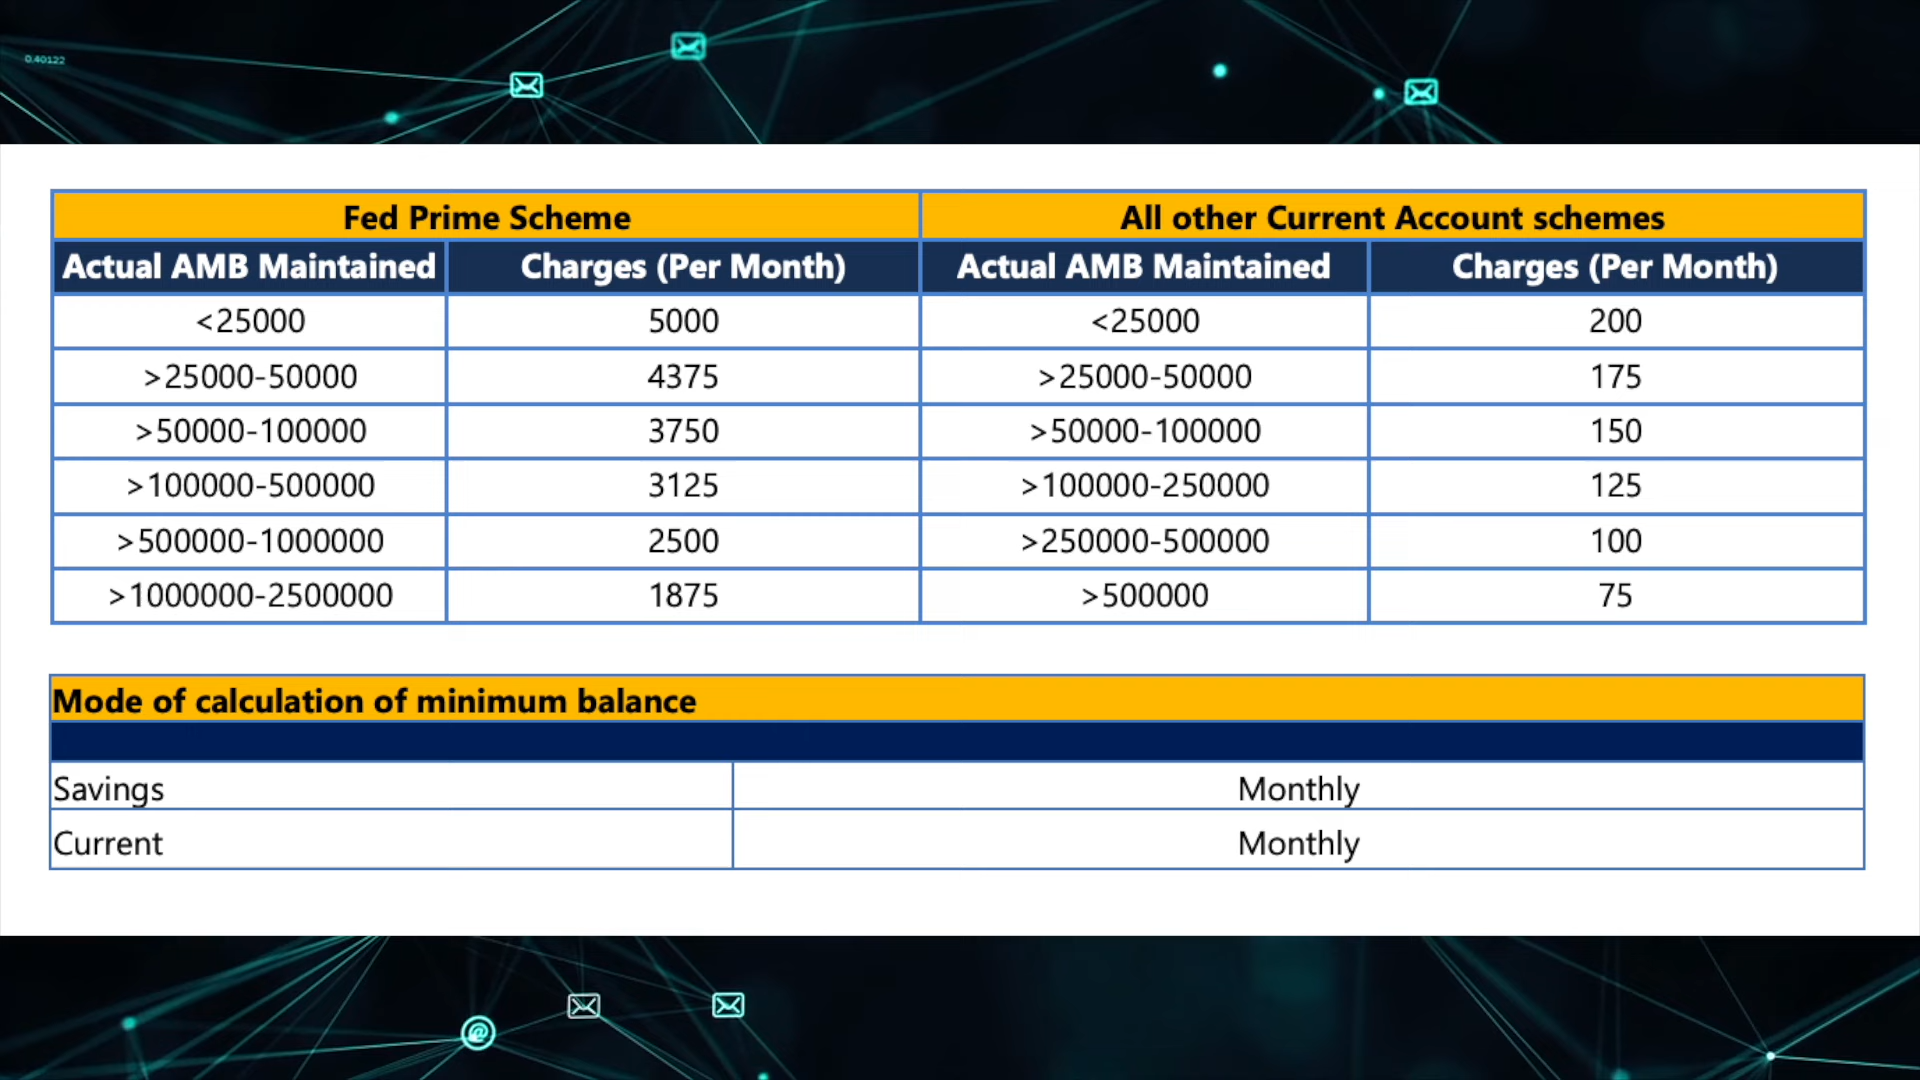 0.40122
Fed Prime Scheme All other Current Account schemes
Actual AMB Maintained Charges (Per Month) Actual AMB Maintained Charges (Per Month)
<25000 5000 <25000 200
>25000-50000 4375 >25000-50000 175
>50000-100000 3750 >50000-100000 150
>100000-500000 3125 >100000-250000 125
>500000-1000000 2500 >250000-500000 100
>1000000-2500000 1875 >500000 75
Mode of calculation of minimum balance
Savings Monthly
Current Monthly
@